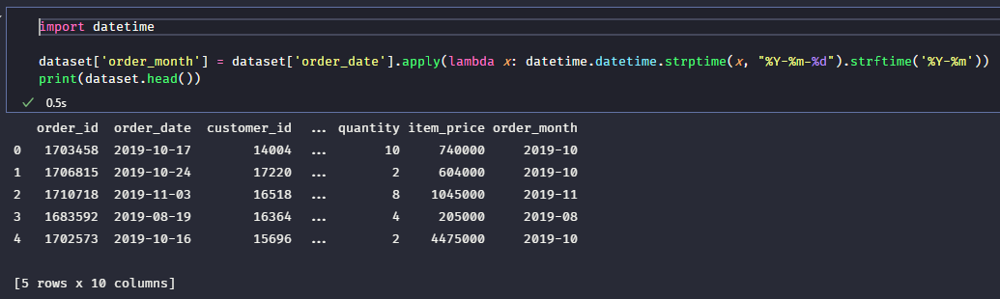 import datetime
dataset['order_month'] = dataset['order_date'].apply(lambda x: datetime.datetime.strptime(x, "%Y-%m-%d").strftime('%Y-%m'))
print(dataset.head())
✓ 0.5s
order_id order_date customer_id ... quantity item_price order_month
0 1703458 2019-10-17 14004 ... 10 740000 2019-10
1 1706815 2019-10-24 17220 ... 2 604000 2019-10
2 1710718 2019-11-03 16518 ... 8 1045000 2019-11
3 1683592 2019-08-19 16364 ... 4 205000 2019-08
4 1702573 2019-10-16 15696 ... 2 4475000 2019-10
[5 rows x 10 columns]